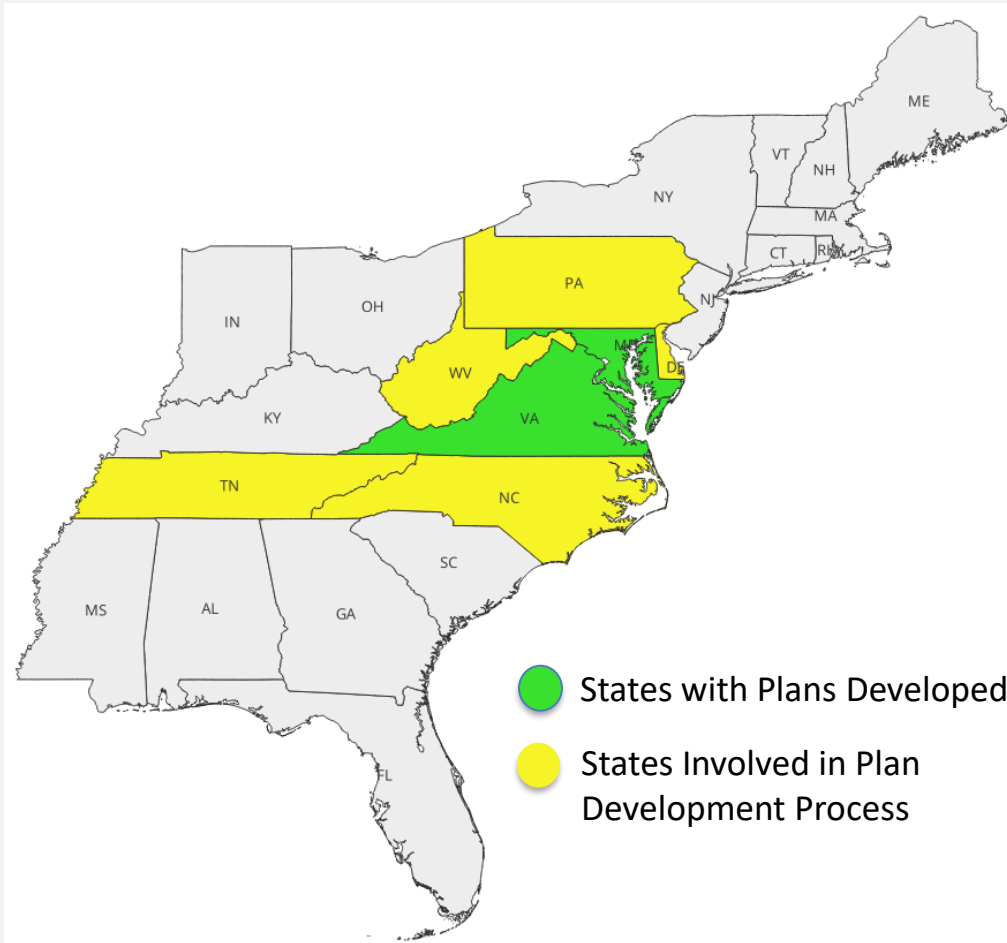 ME
VT
NH
NY
MA
CT
RI
PA
NJ
OH
IN
MD
DE
WV
VA
KY
TN
NC
SC
MS
AL
GA
States with Plans Developed
States Involved in Plan
Development Process
FL